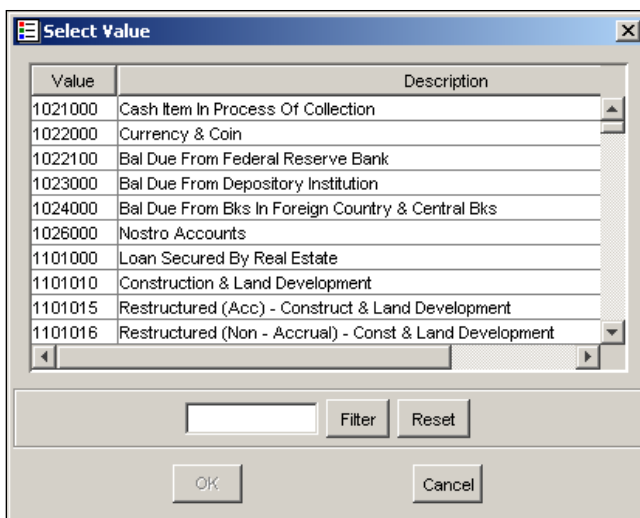 Select Value
Value Description
1021000 Cash Item In Process Of Collection
1022000 Currency & Coin
1022100 Bal Due From Federal Reserve Bank
1023000 Bal Due From Depository Institution
1024000 Bal Due From Bks In Foreign Country & Central Bks
1026000 Nostro Accounts
1101000 Loan Secured By Real Estate
1101010 Construction & Land Development
1101015 Restructured (Acc) - Construct & Land Development
1101016 Restructured (Non - Accrual) - Const & Land Development
Filter Reset
OK Cancel